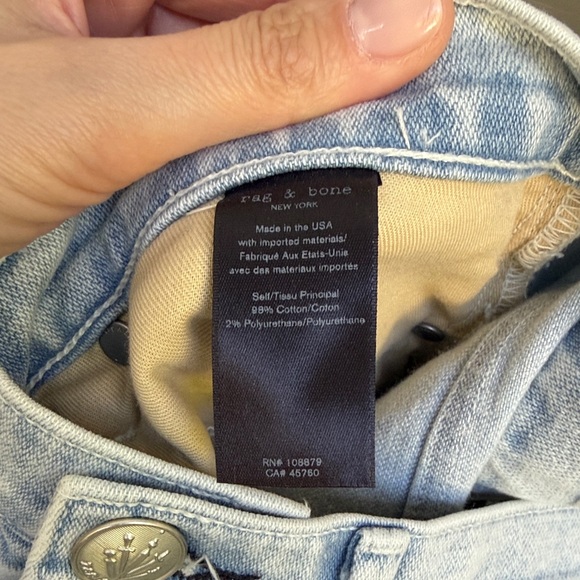 rag & bone
NEW YORK
Made in the USA
with imported materials/
Fabriqué Aux Etats-Unis
avec des materiaux importés
Self/Tissu Principal
98% Cotton/Coton
2% Polyurethane/Polyurethane
RN# 108879
CA# 45760